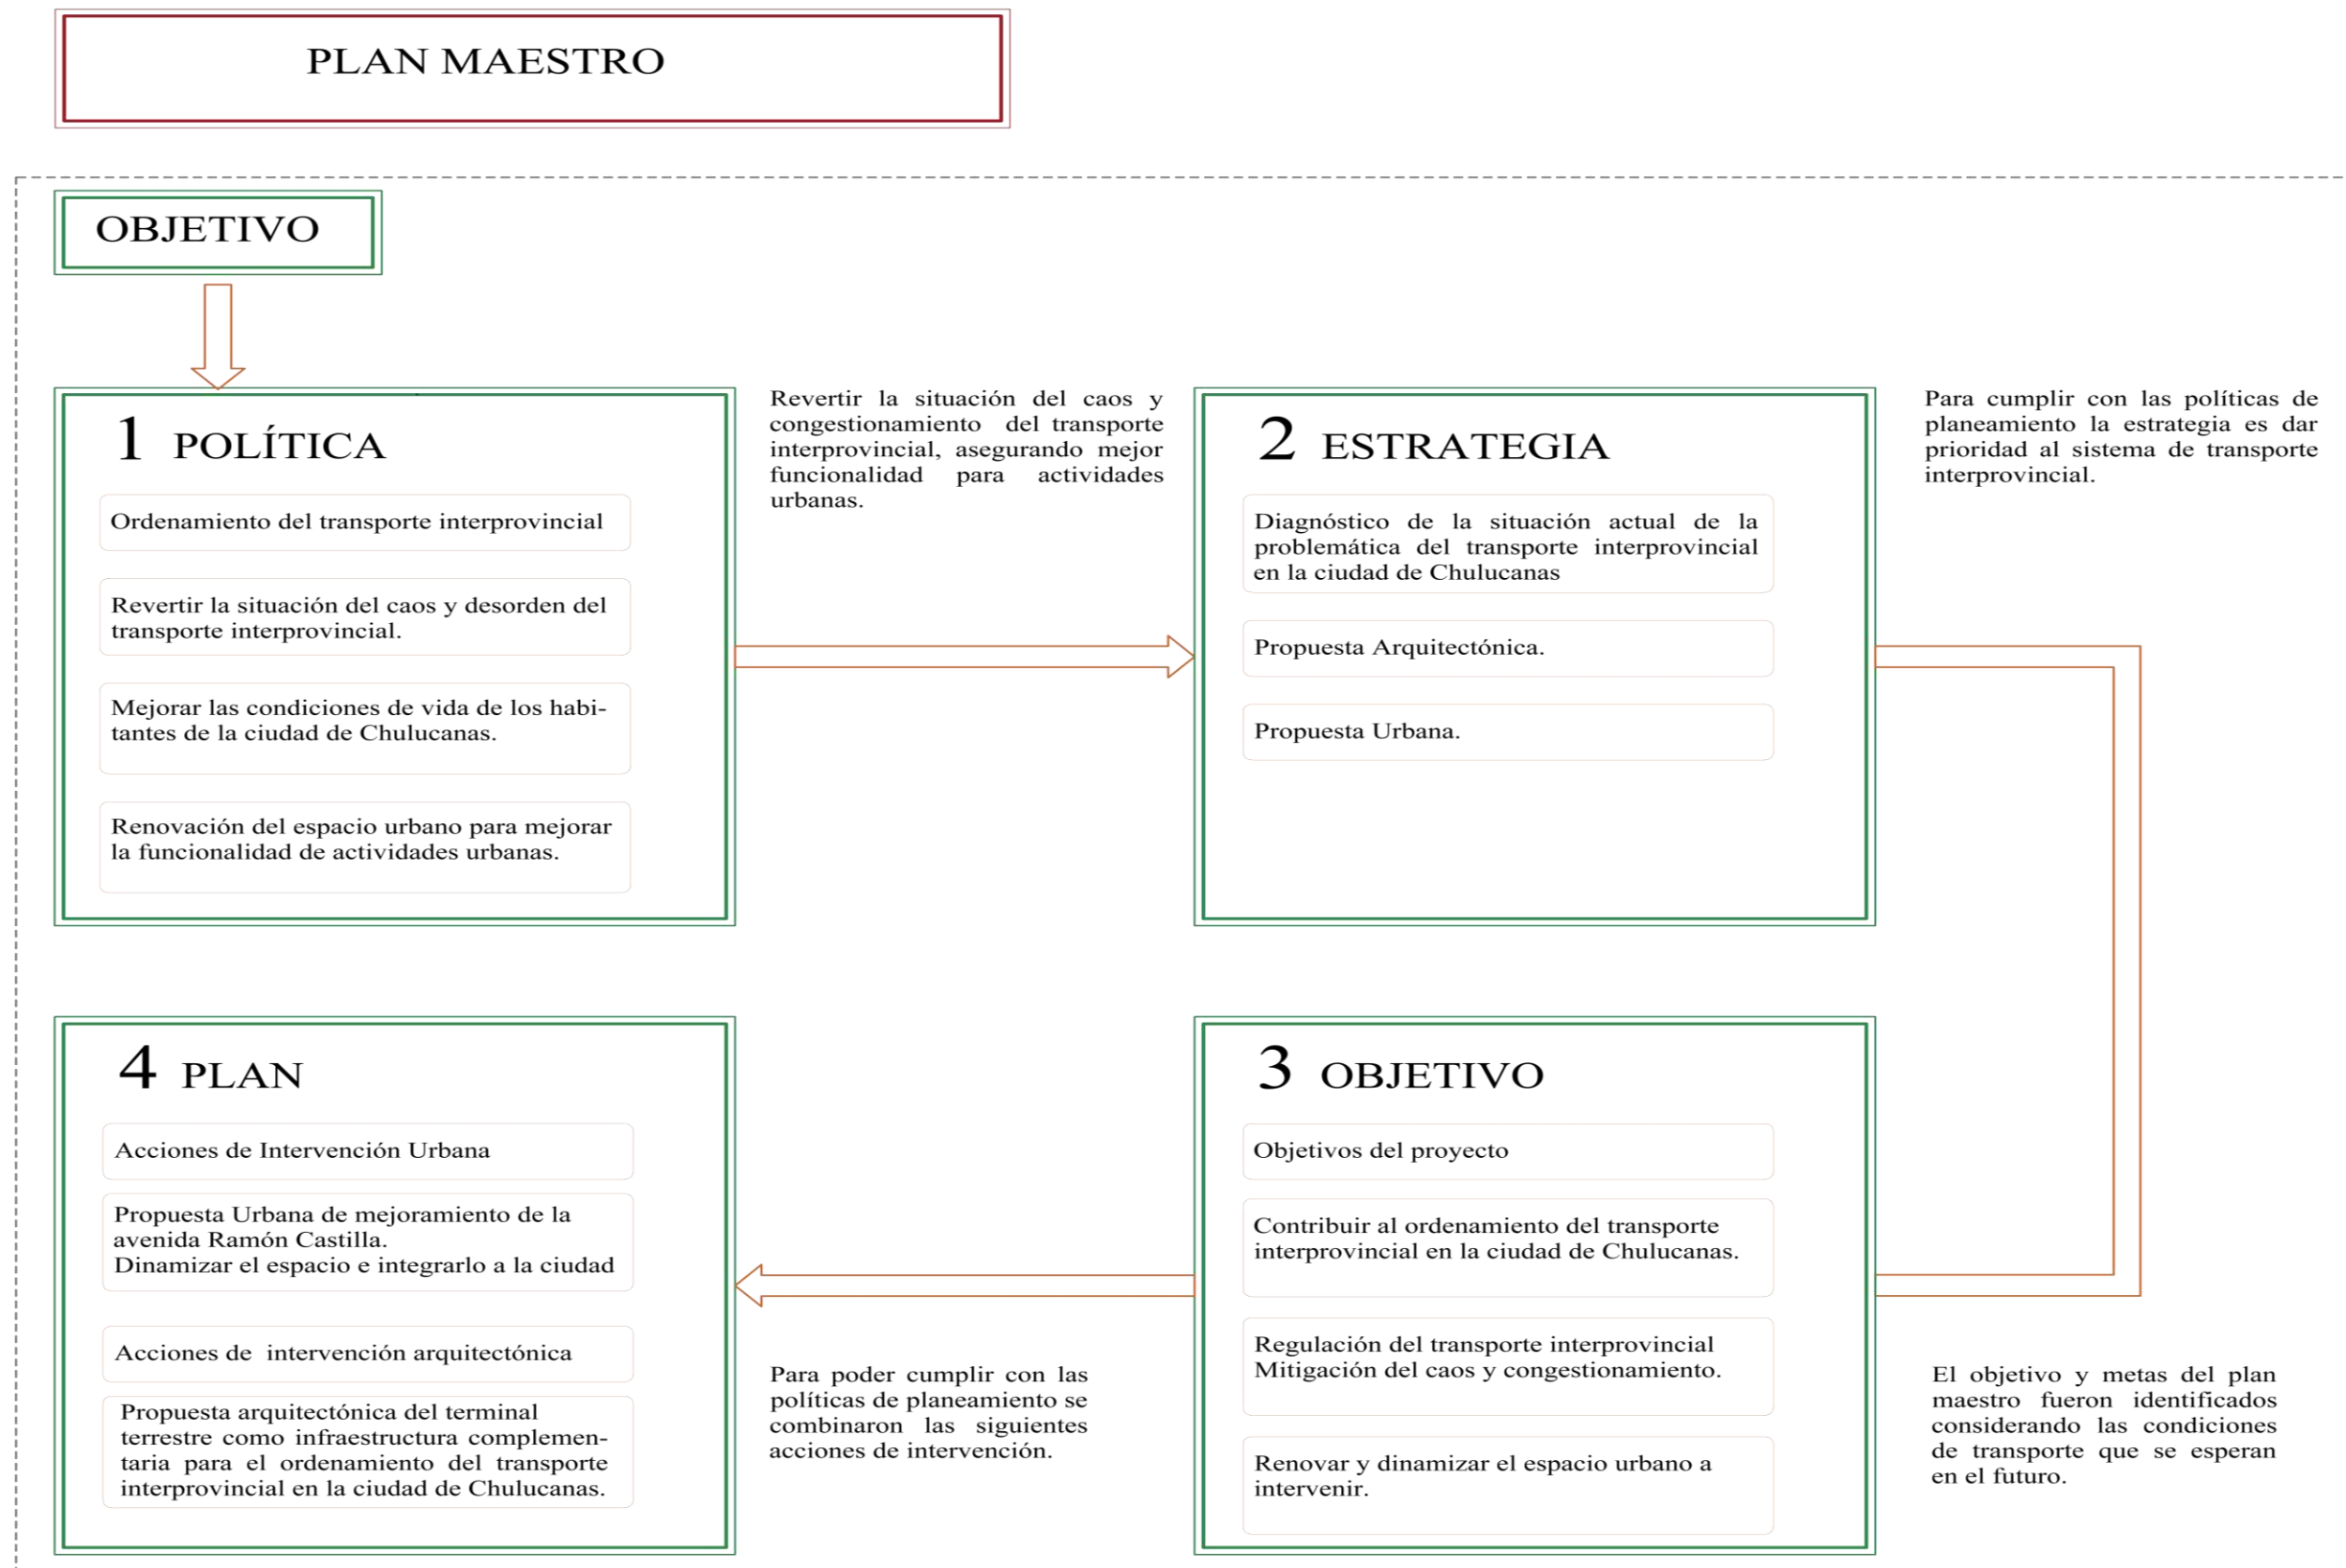 PLAN MAESTRO
OBJETIVO
1 POLÍTICA
Ordenamiento del transporte interprovincial
Revertir la situación del caos y desorden del
transporte interprovincial.
Mejorar las condiciones de vida de los habi-
tantes de la ciudad de Chulucanas.
Renovación del espacio urbano para mejorar
la funcionalidad de actividades urbanas.
Revertir la situación del caos y
congestionamiento del transporte
interprovincial, asegurando mejor
funcionalidad para actividades
urbanas.
2 ESTRATEGIA
Diagnóstico de la situación actual de la
problemática del transporte interprovincial
en la ciudad de Chulucanas
Propuesta Arquitectónica.
Propuesta Urbana.
Para cumplir con las políticas de
planeamiento la estrategia es dar
prioridad al sistema de transporte
interprovincial.
3 OBJETIVO
Objetivos del proyecto
Contribuir al ordenamiento del transporte
interprovincial en la ciudad de Chulucanas.
Regulación del transporte interprovincial
Mitigación del caos y congestionamiento.
Renovar y dinamizar el espacio urbano a
intervenir.
El objetivo y metas del plan
maestro fueron identificados
considerando las condiciones
de transporte que se esperan
en el futuro.
4 PLAN
Acciones de Intervención Urbana
Propuesta Urbana de mejoramiento de la
avenida Ramón Castilla.
Dinamizar el espacio e integrarlo a la ciudad
Acciones de intervención arquitectónica
Propuesta arquitectónica del terminal
terrestre como infraestructura complemen-
taria para el ordenamiento del transporte
interprovincial en la ciudad de Chulucanas.
Para poder cumplir con las
políticas de planeamiento se
combinaron las siguientes
acciones de intervención.